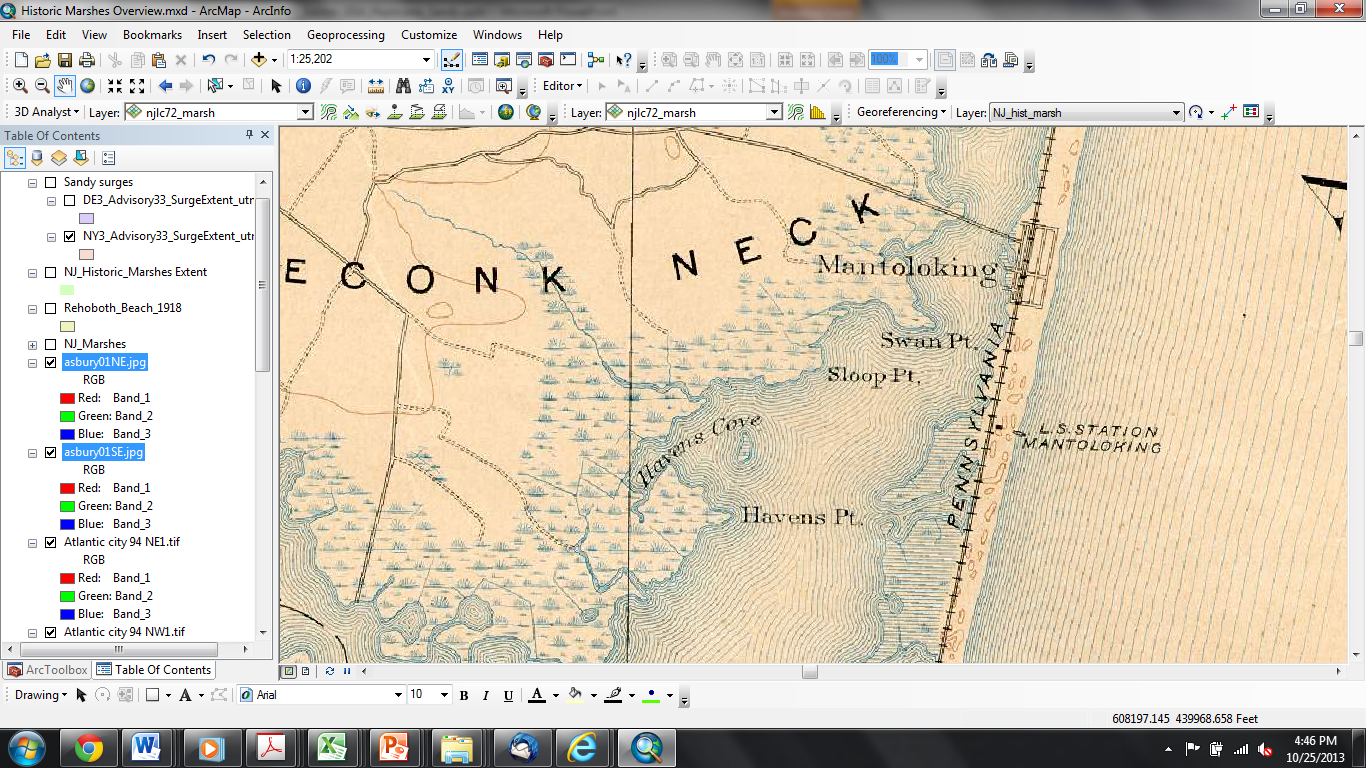 Historic Marshes Overview.mxd - ArcMap - ArcInfo
File Edit View Bookmarks Insert Selection Geoprocessing Customize Windows Help
1:25,202
100%
Editor
3D Analyst Layer: njlc72_marsh Layer: njlc72_marsh Georeferencing Layer: NJ_hist_marsh
Table Of Contents
Sandy surges
DE3_Advisory33_SurgeExtent_utr
NY3_Advisory33_SurgeExtent_utr
NJ_Historic_Marshes Extent
Rehoboth_Beach_1918
NJ_Marshes
asbury01NE.jpg
RGB
Red: Band_1
Green: Band_2
Blue: Band_3
asbury01SE.jpg
RGB
Red: Band_1
Green: Band_2
Blue: Band_3
Atlantic city 94 NE1.tif
RGB
Red: Band_1
Green: Band_2
Blue: Band_3
Atlantic city 94 NW1.tif
ArcToolbox Table Of Contents
ECONK NECK
Mantoloking
Swan Pt.
Sloop Pt.
PENNSYLVANIA
L.S. STATION
MANTOLOKING
Havens Cove
Havens Pt.
Drawing A Arial 10 B I U A
608197.145 439968.658 Feet
4:46 PM
10/25/2013